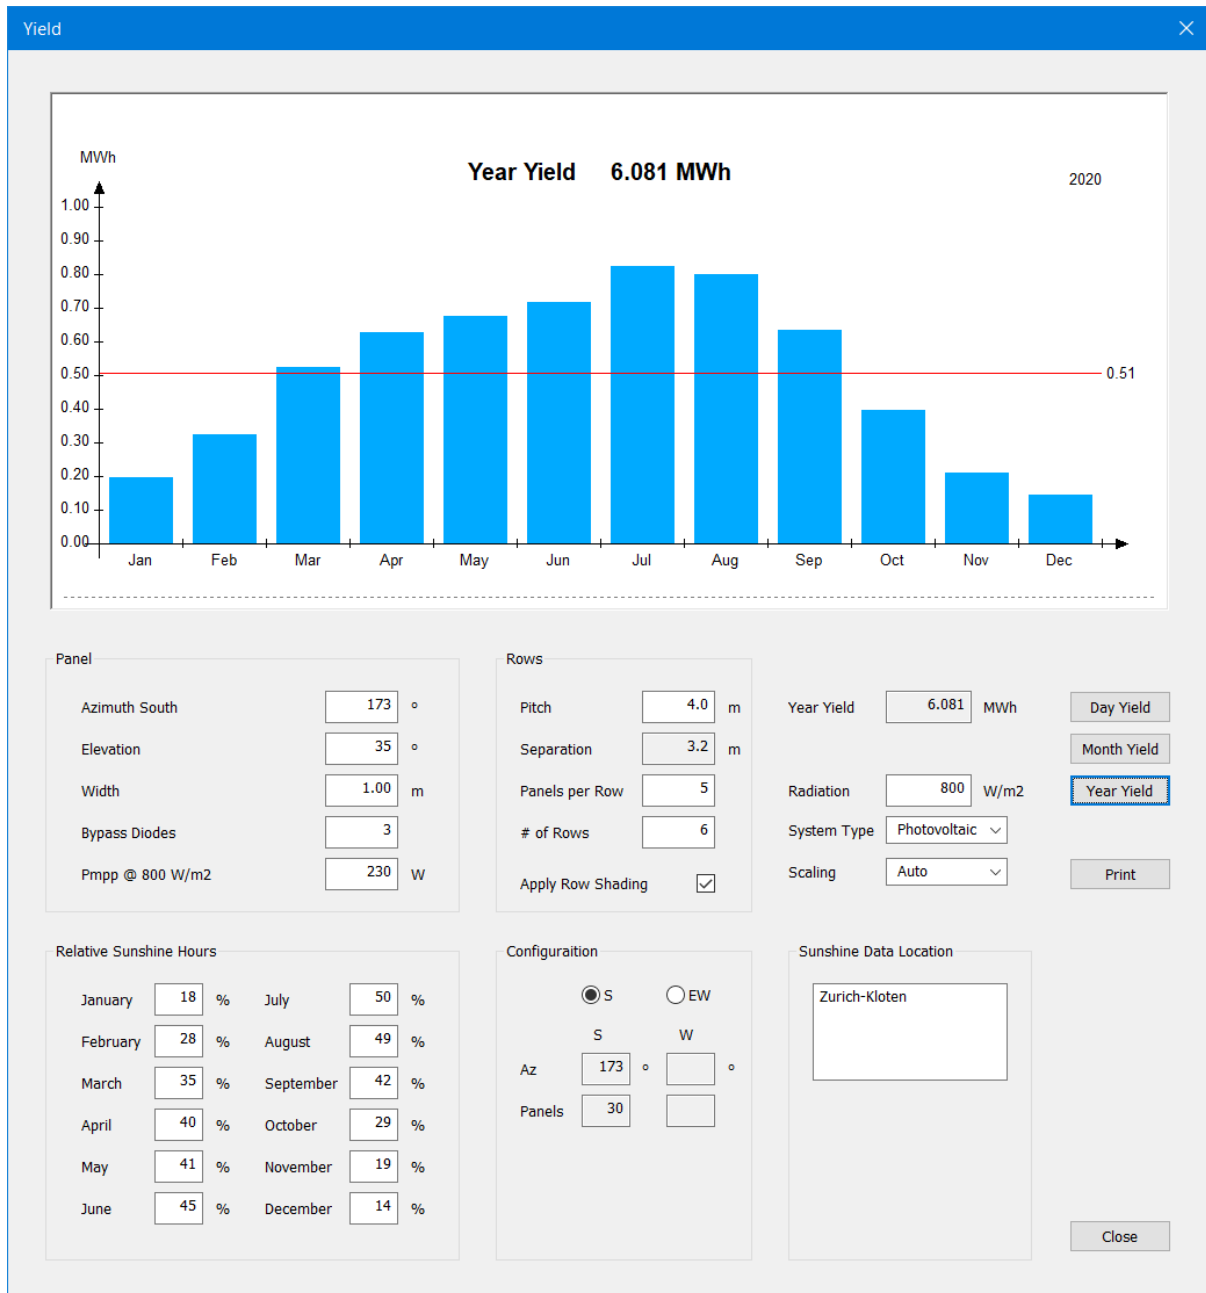 Yield
MWh
Year Yield 6.081 MWh
2020
1.00
0.90
0.80
0.70
0.60
0.50
0.51
0.40
0.30
0.20
0.10
0.00
Jan Feb Mar Apr May Jun Jul Aug Sep Oct Nov Dec
Panel
Azimuth South 173 °
Elevation 35 °
Width 1.00 m
Bypass Diodes 3
Pmpp @ 800 W/m2 230 W
Rows
Pitch 4.0 m
Separation 3.2 m
Panels per Row 5
# of Rows 6
Apply Row Shading
Year Yield 6.081 MWh
Radiation 800 W/m2
System Type Photovoltaic
Scaling Auto
Day Yield
Month Yield
Year Yield
Print
Relative Sunshine Hours
January 18 % July 50 %
February 28 % August 49 %
March 35 % September 42 %
April 40 % October 29 %
May 41 % November 19 %
June 45 % December 14 %
Configuraition
S EW
S W
Az 173 ° °
Panels 30
Sunshine Data Location
Zurich-Kloten
Close